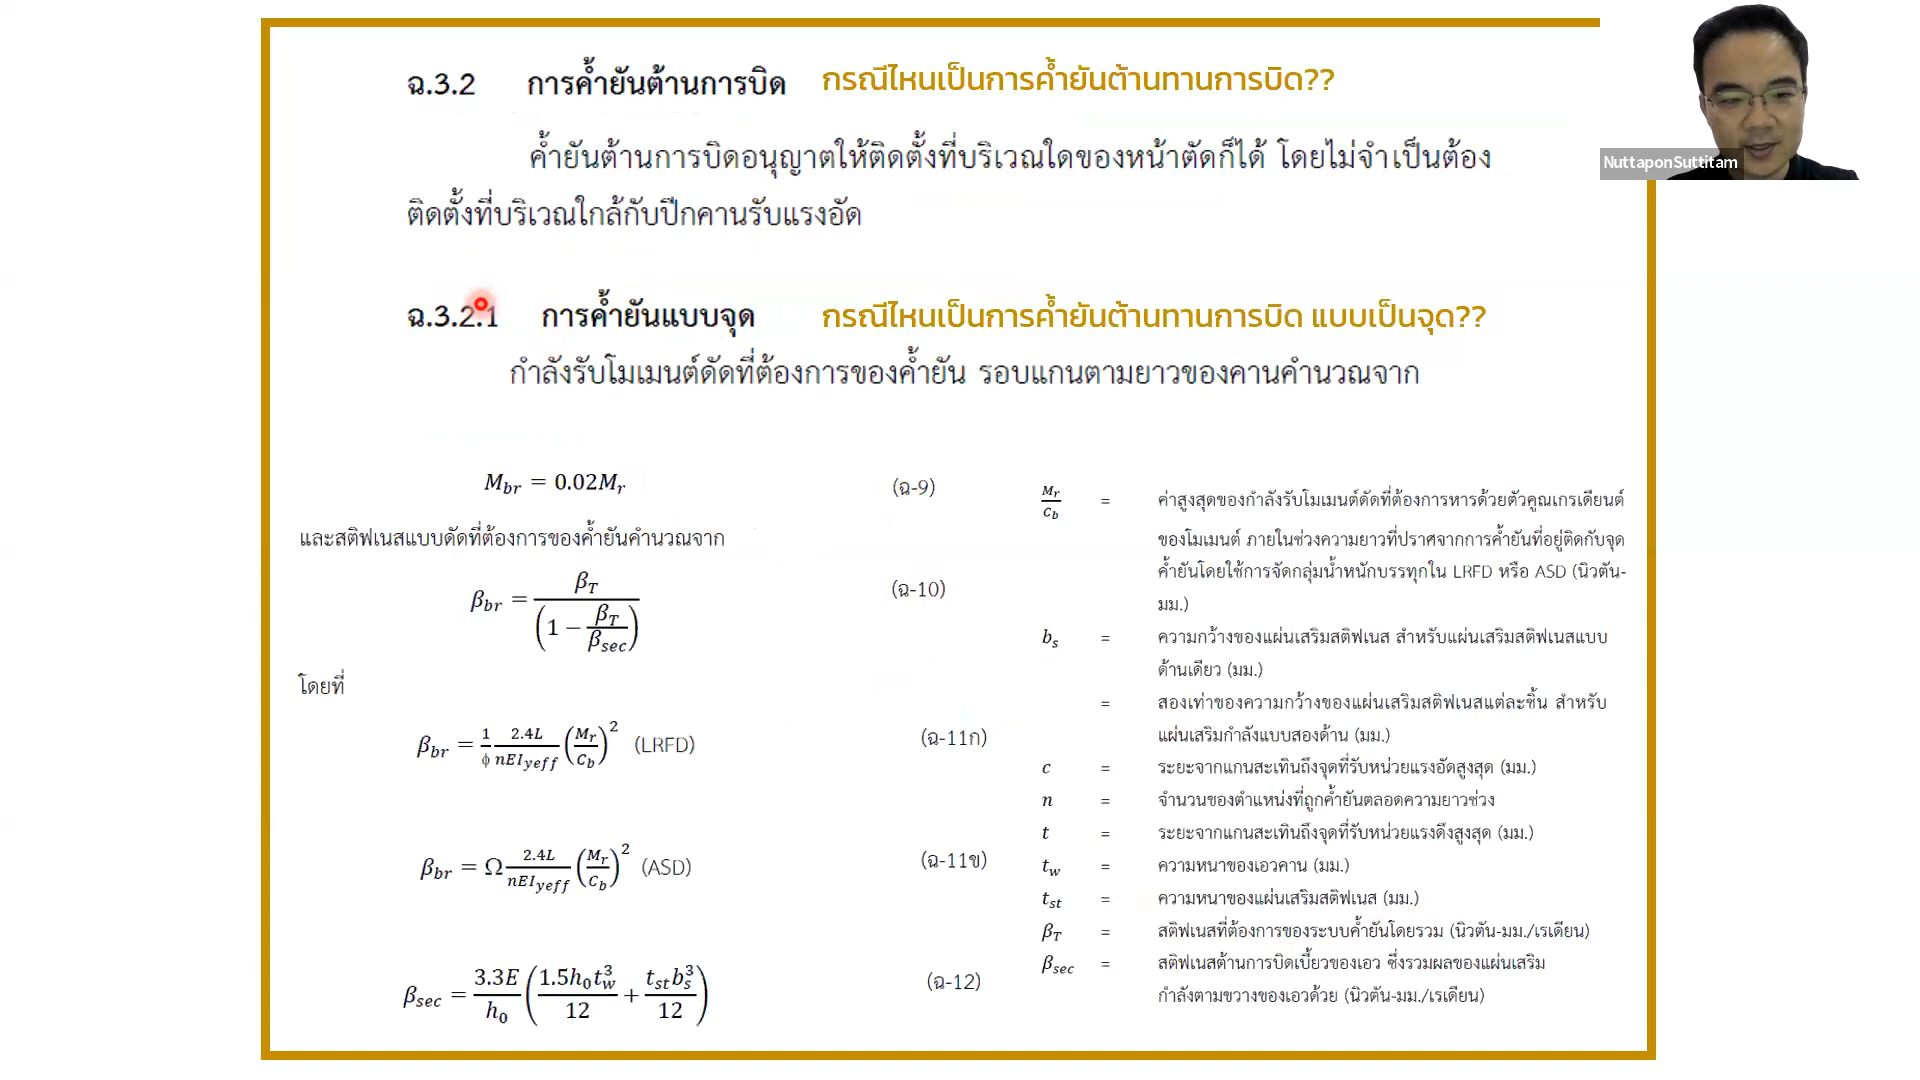 ฉ.3.2 การค้ำยันต้านการบิด กรณีไหนเป็นการค้ำยันต้านทานการบิด??
ค้ำยันต้านการบิดอนุญาตให้ติดตั้งที่บริเวณใดของหน้าตัดก็ได้ โดยไม่จำเป็นต้อง
ติดตั้งที่บริเวณใกล้กับปีกคานรับแรงอัด
NuttaponSuttitam
ฉ.3.2.1 การค้ำยันแบบจุด กรณีไหนเป็นการค้ำยันต้านทานการบิด แบบเป็นจุด??
กำลังรับโมเมนต์ดัดที่ต้องการของค้ำยัน รอบแกนตามยาวของคานคำนวณจาก
M_br = 0.02M_r (ฉ-9)
และสติฟเนสแบบดัดที่ต้องการของค้ำยันคำนวณจาก
β_br = β_T / (1 − β_T/β_sec) (ฉ-10)
โดยที่
β_br = 1/ϕ 2.4L/nEI_yeff (M_r/C_b)^2 (LRFD) (ฉ-11ก)
β_br = Ω 2.4L/nEI_yeff (M_r/C_b)^2 (ASD) (ฉ-11ข)
β_sec = 3.3E/h_0 (1.5h_0t_w^3/12 + t_stb_s^3/12) (ฉ-12)
M_r/C_b = ค่าสูงสุดของกำลังรับโมเมนต์ดัดที่ต้องการหารด้วยตัวคูณเกรเดียนต์
ของโมเมนต์ ภายในช่วงความยาวที่ปราศจากการค้ำยันที่อยู่ติดกับจุด
ค้ำยันโดยใช้การจัดกลุ่มน้ำหนักบรรทุกใน LRFD หรือ ASD (นิวตัน-
มม.)
b_s = ความกว้างของแผ่นเสริมสติฟเนส สำหรับแผ่นเสริมสติฟเนสแบบ
ด้านเดียว (มม.)
= สองเท่าของความกว้างของแผ่นเสริมสติฟเนสแต่ละชิ้น สำหรับ
แผ่นเสริมกำลังแบบสองด้าน (มม.)
c = ระยะจากแกนสะเทินถึงจุดที่รับหน่วยแรงอัดสูงสุด (มม.)
n = จำนวนของตำแหน่งที่ถูกค้ำยันตลอดความยาวช่วง
t = ระยะจากแกนสะเทินถึงจุดที่รับหน่วยแรงดึงสูงสุด (มม.)
t_w = ความหนาของเอวคาน (มม.)
t_st = ความหนาของแผ่นเสริมสติฟเนส (มม.)
β_T = สติฟเนสที่ต้องการของระบบค้ำยันโดยรวม (นิวตัน-มม./เรเดียน)
β_sec = สติฟเนสต้านการบิดเบี้ยวของเอว ซึ่งรวมผลของแผ่นเสริม
กำลังตามขวางของเอวด้วย (นิวตัน-มม./เรเดียน)